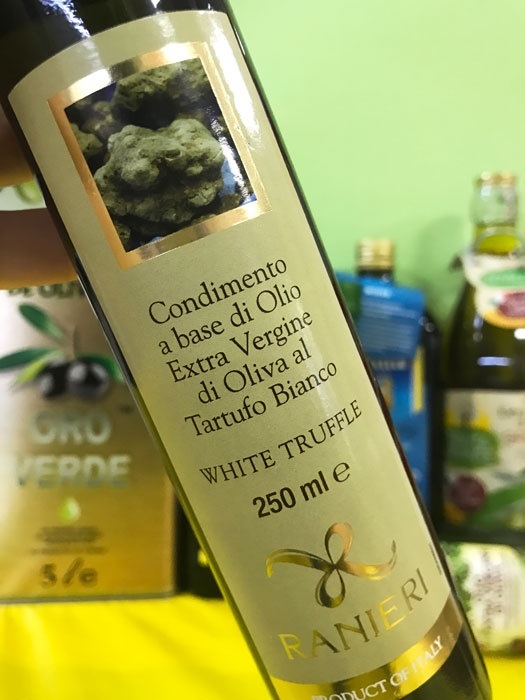 Condimento
a base di Olio
Extra Vergine
di Oliva al
Tartufo Bianco
WHITE TRUFFLE
250 ml e
RANIERI
PRODUCT OF ITALY
ORO
VERDE
5 l e